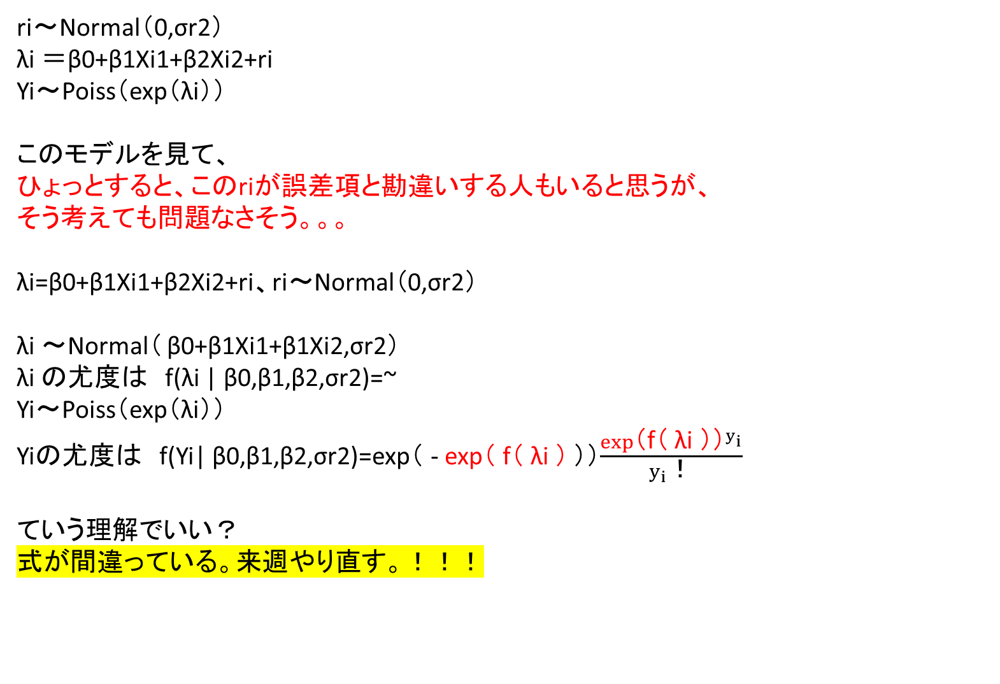 ri～Normal（0,σr2）
λi ＝β0+β1Xi1+β2Xi2+ri
Yi～Poiss（exp（λi））
このモデルを見て、
ひょっとすると、このriが誤差項と勘違いする人もいると思うが、
そう考えても問題なさそう。。。
λi=β0+β1Xi1+β2Xi2+ri、ri～Normal（0,σr2）
λi ～Normal（ β0+β1Xi1+β1Xi2,σr2）
λi の尤度は　f(λi | β0,β1,β2,σr2)=~
Yi～Poiss（exp（λi））
Yiの尤度は　f(Yi| β0,β1,β2,σr2)=exp（ - exp（ f（ λi ） ））exp（f（ λi ））yi
yi！
ていう理解でいい？
式が間違っている。来週やり直す。！！！